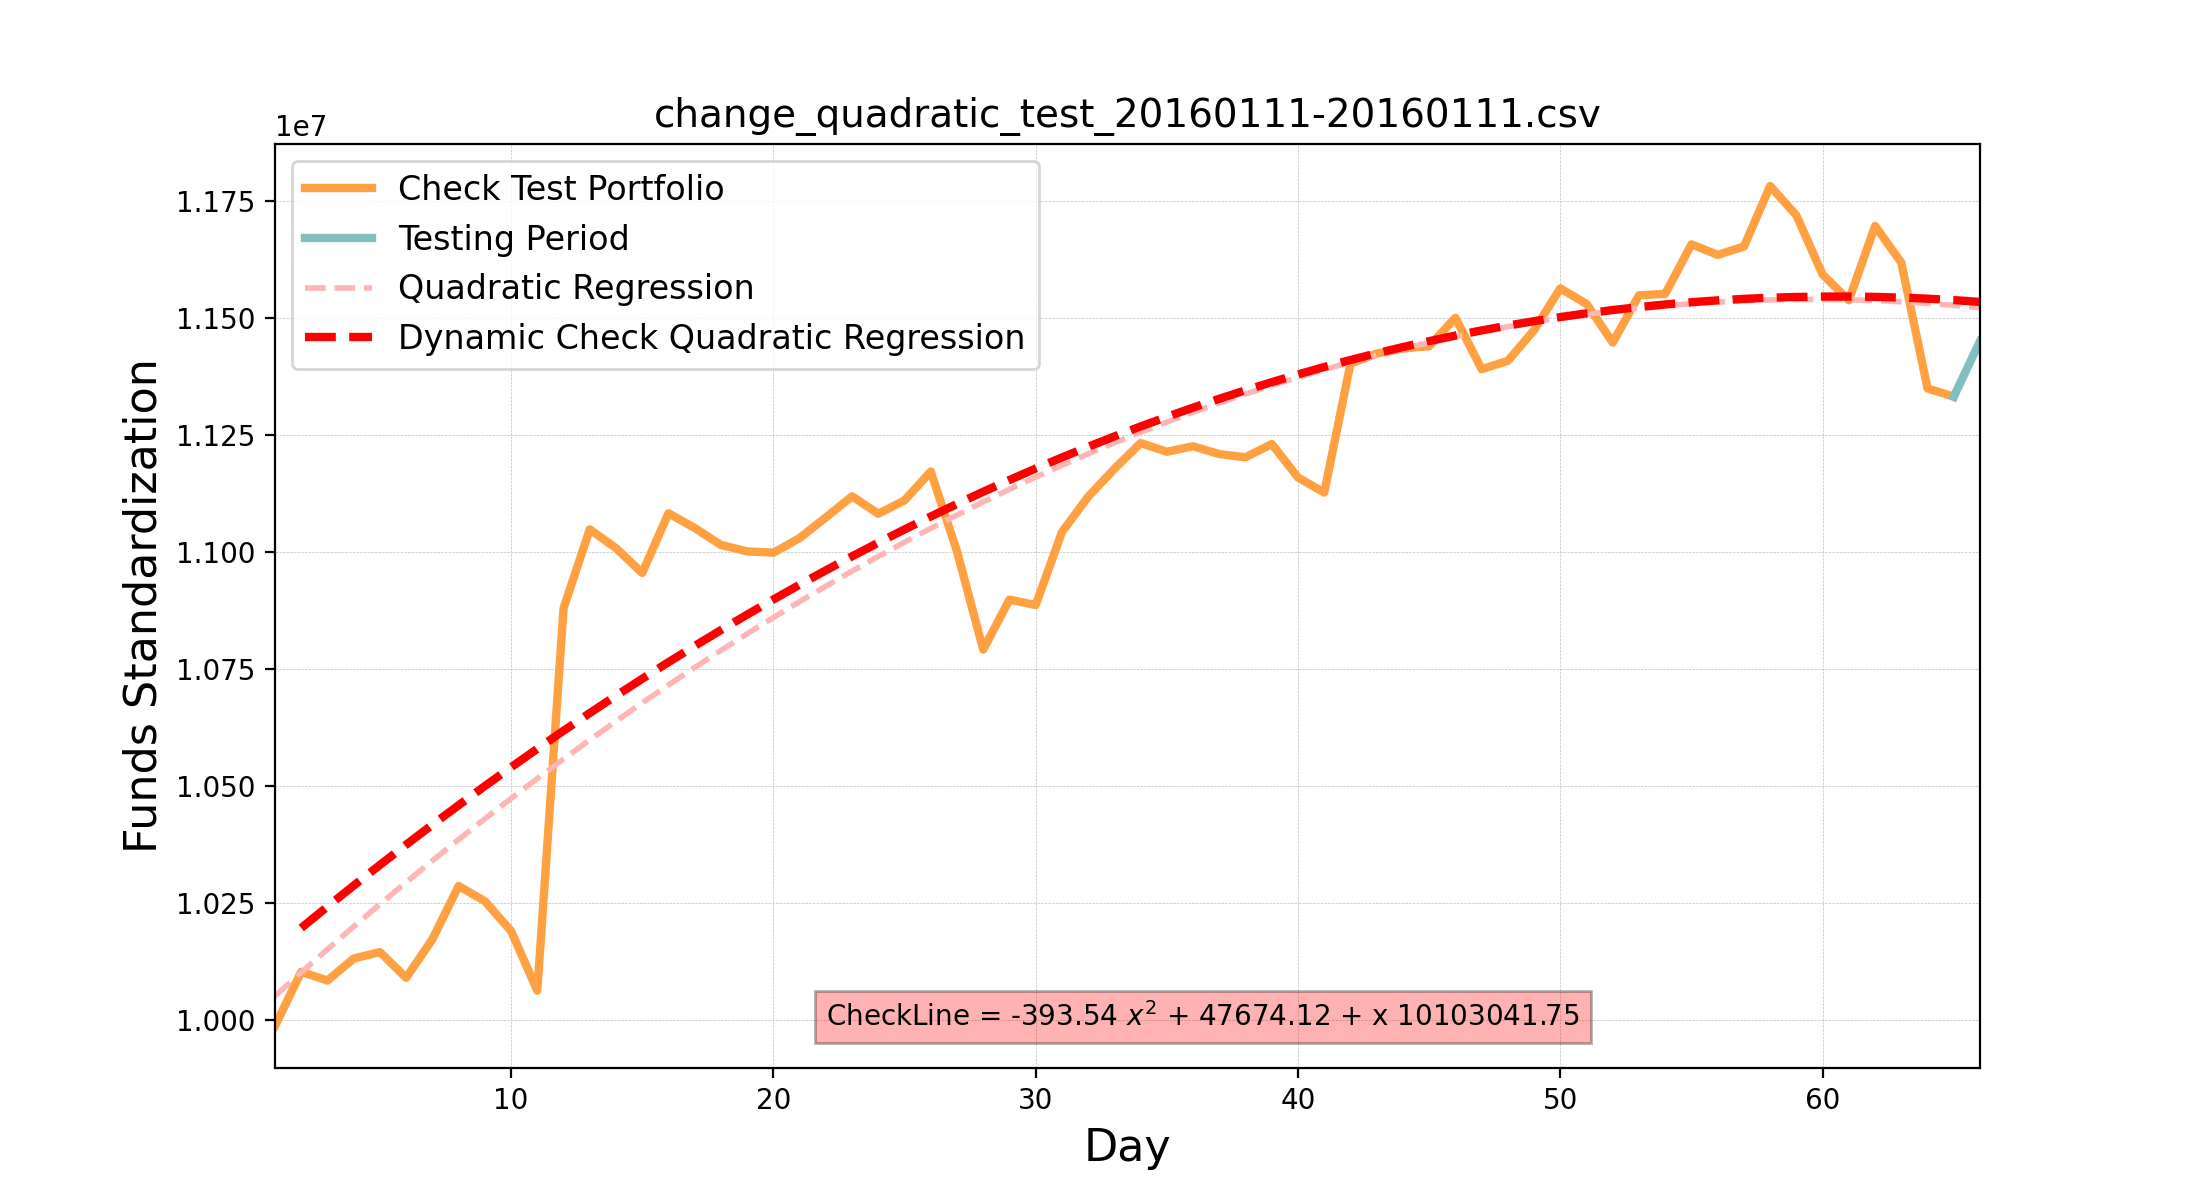 change_quadratic_test_20160111-20160111.csv
1e7
Check Test Portfolio
Testing Period
Quadratic Regression
Dynamic Check Quadratic Regression
Funds Standardization
1.175
1.150
1.125
1.100
1.075
1.050
1.025
1.000
CheckLine = -393.54 x² + 47674.12 + x 10103041.75
10 20 30 40 50 60
Day